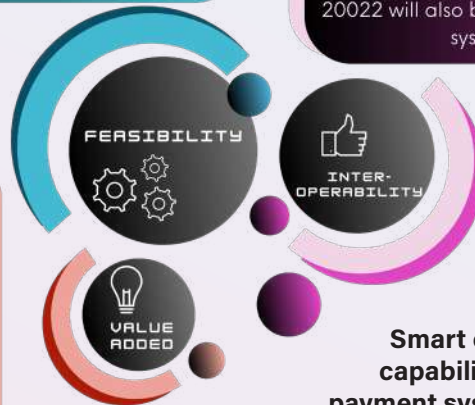 20022 will also b
sys
FEASIBILITY
INTER-
OPERABILITY
VALUE
ADDED
Smart
capabili
payment sys